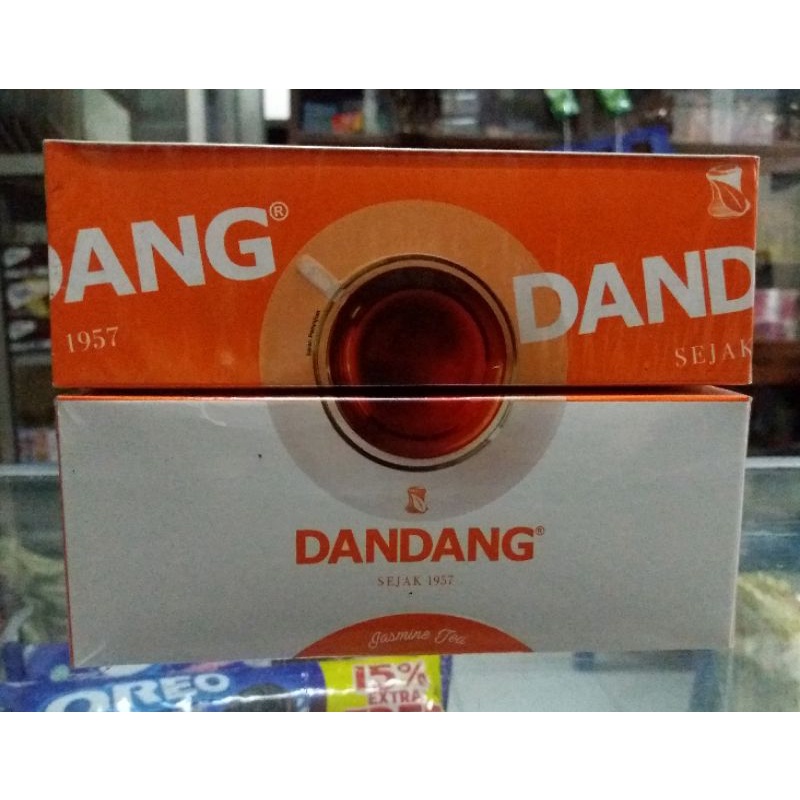 DANG®
1957
DAND
SEJAK
DANDANG®
SEJAK 1957
Jasmine Tea
OREO
15%
EXTRA